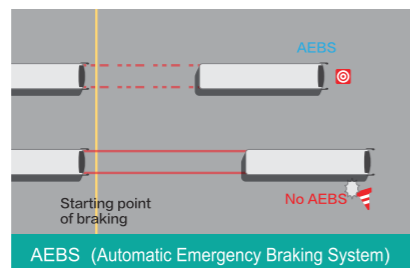 AEBS
No AEBS
Starting point
of braking
AEBS (Automatic Emergency Braking System)